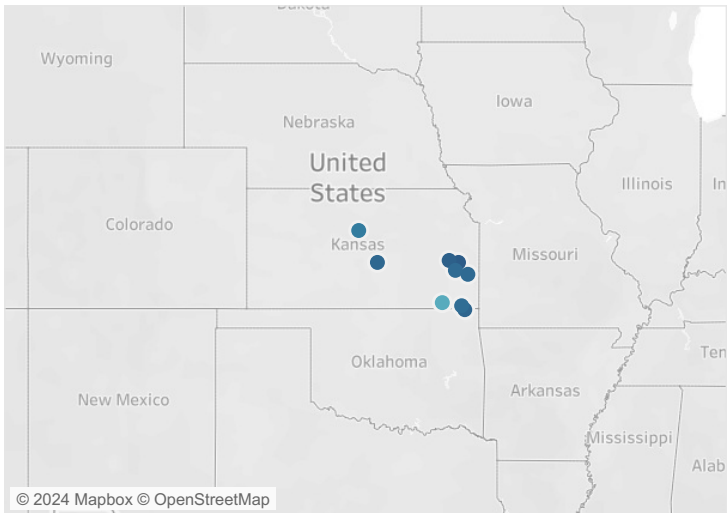 Dakota
Wyoming
Iowa
Nebraska
United
States
Illinois
In
Colorado
Kansas
Missouri
Ten
Oklahoma
Arkansas
New Mexico
Mississippi
Alab
© 2024 Mapbox © OpenStreetMap